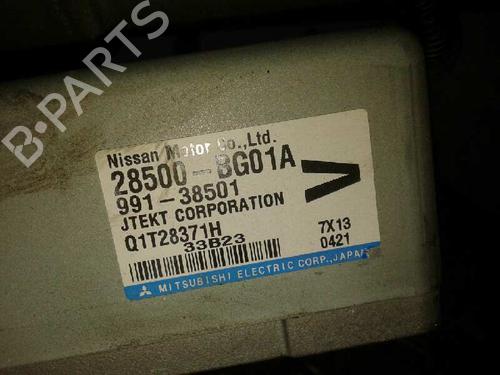 B-PARTS
Nissan Motor Co.,Ltd.
28500-BG01A
991-38501
V
JTEKT CORPORATION
Q1T28371H
7X13
33B23
0421
MITSUBISHI ELECTRIC CORP., JAPAN